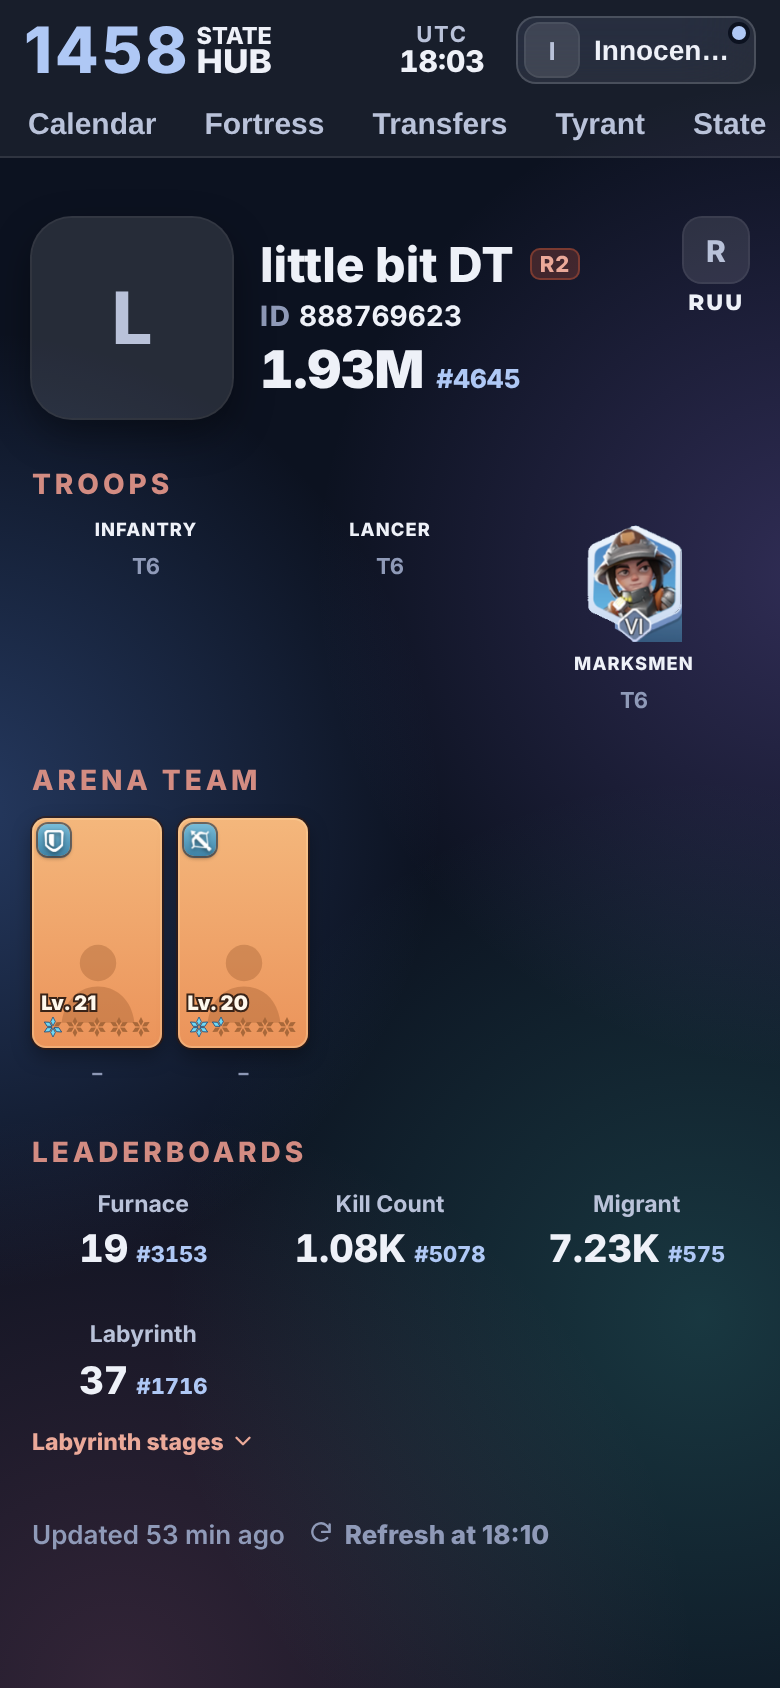 1458 STATE HUB
UTC
18:03
I Innocen...
Calendar Fortress Transfers Tyrant State
L
little bit DT R2
R
RUU
ID 888769623
1.93M #4645
TROOPS
INFANTRY
T6
LANCER
T6
VI
MARKSMEN
T6
ARENA TEAM
Lv. 21
Lv. 20
– –
LEADERBOARDS
Furnace
19 #3153
Kill Count
1.08K #5078
Migrant
7.23K #575
Labyrinth
37 #1716
Labyrinth stages
Updated 53 min ago Refresh at 18:10